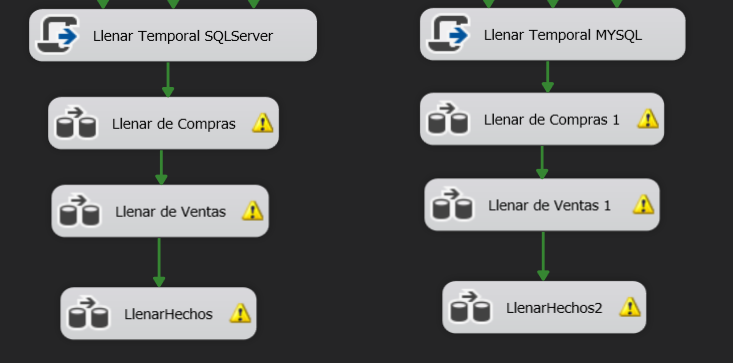 Llenar Temporal SQLServer
Llenar de Compras
Llenar de Ventas
LlenarHechos
Llenar Temporal MYSQL
Llenar de Compras 1
Llenar de Ventas 1
LlenarHechos2